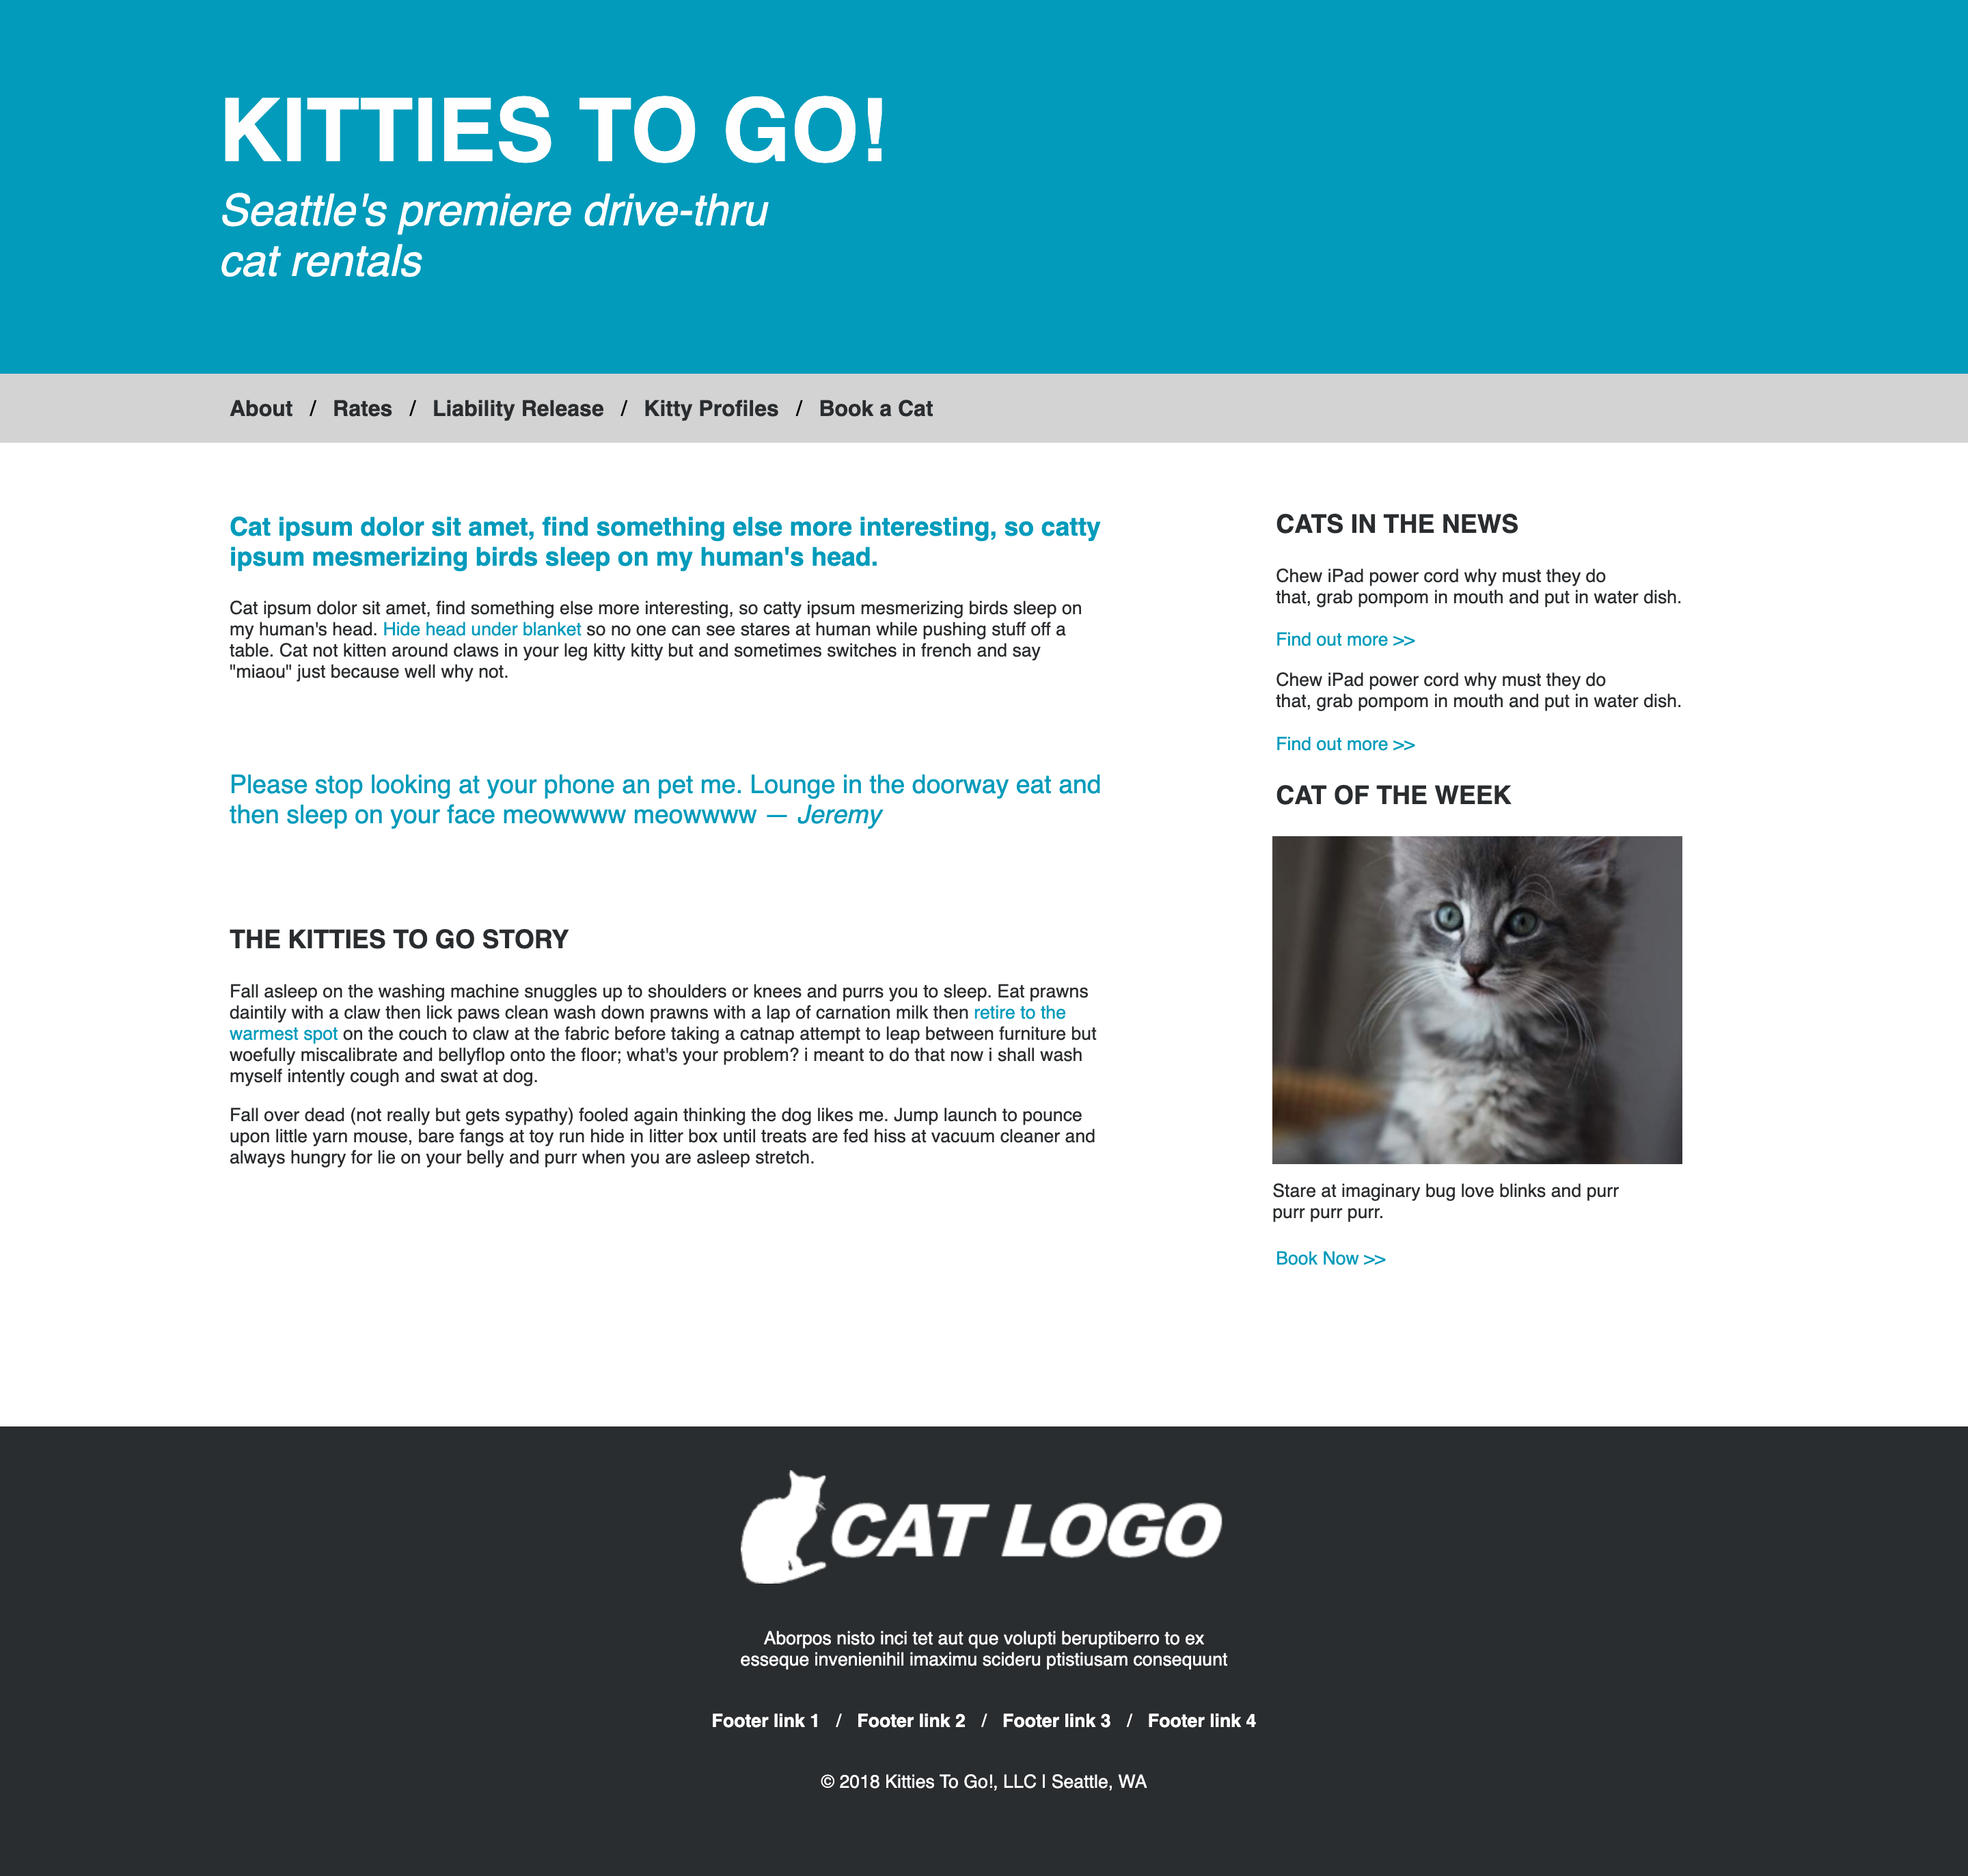 KITTIES TO GO!
Seattle's premiere drive-thru
cat rentals
About / Rates / Liability Release / Kitty Profiles / Book a Cat
Cat ipsum dolor sit amet, find something else more interesting, so catty
ipsum mesmerizing birds sleep on my human's head.
Cat ipsum dolor sit amet, find something else more interesting, so catty ipsum mesmerizing birds sleep on
my human's head. Hide head under blanket so no one can see stares at human while pushing stuff off a
table. Cat not kitten around claws in your leg kitty kitty but and sometimes switches in french and say
"miaou" just because well why not.
Please stop looking at your phone an pet me. Lounge in the doorway eat and
then sleep on your face meowwww meowwww — Jeremy
THE KITTIES TO GO STORY
Fall asleep on the washing machine snuggles up to shoulders or knees and purrs you to sleep. Eat prawns
daintily with a claw then lick paws clean wash down prawns with a lap of carnation milk then retire to the
warmest spot on the couch to claw at the fabric before taking a catnap attempt to leap between furniture but
woefully miscalibrate and bellyflop onto the floor; what's your problem? i meant to do that now i shall wash
myself intently cough and swat at dog.
Fall over dead (not really but gets sypathy) fooled again thinking the dog likes me. Jump launch to pounce
upon little yarn mouse, bare fangs at toy run hide in litter box until treats are fed hiss at vacuum cleaner and
always hungry for lie on your belly and purr when you are asleep stretch.
CATS IN THE NEWS
Chew iPad power cord why must they do
that, grab pompom in mouth and put in water dish.
Find out more >>
Chew iPad power cord why must they do
that, grab pompom in mouth and put in water dish.
Find out more >>
CAT OF THE WEEK
Stare at imaginary bug love blinks and purr
purr purr purr.
Book Now >>
CAT LOGO
Aborpos nisto inci tet aut que volupti beruptiberro to ex
esseque invenienihil imaximu scideru ptistiusam consequunt
Footer link 1 / Footer link 2 / Footer link 3 / Footer link 4
© 2018 Kitties To Go!, LLC | Seattle, WA